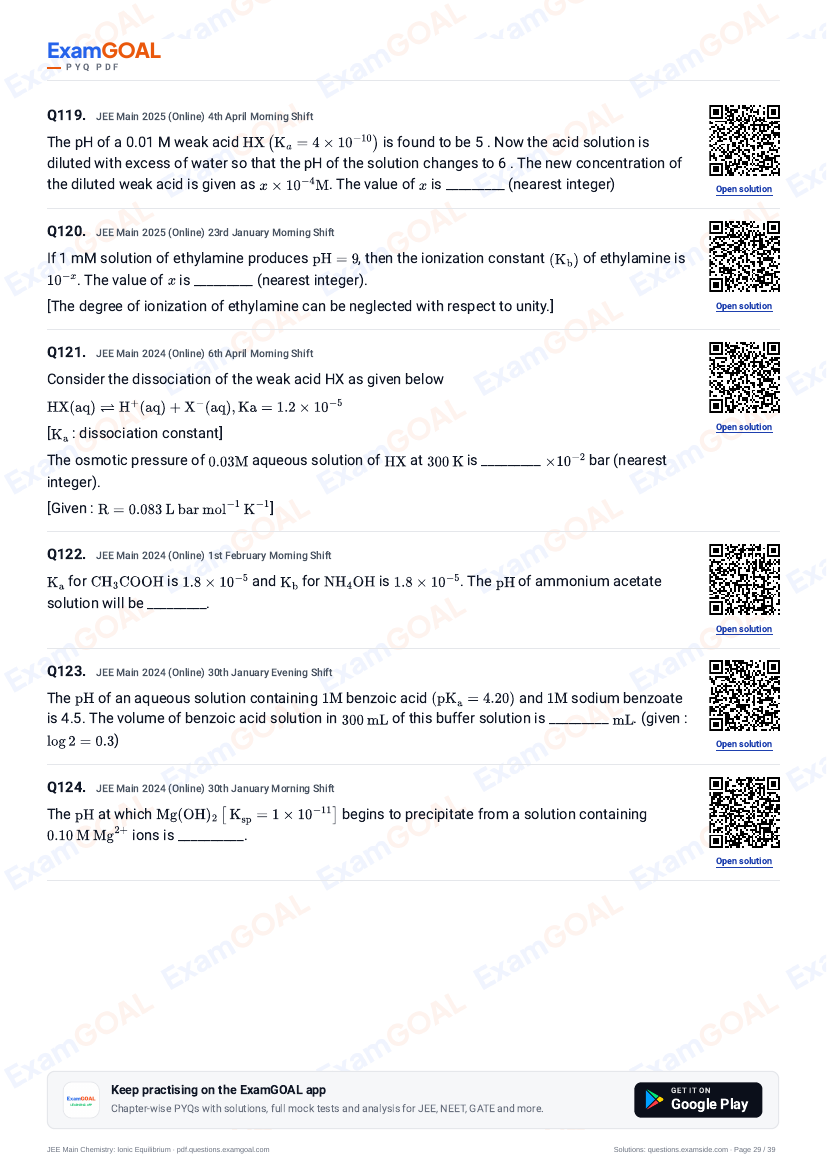 ExamGOAL
PYQ PDF
Q119. JEE Main 2025 (Online) 4th April Morning Shift
The pH of a 0.01 M weak acid HX (Kₐ = 4 × 10⁻¹⁰) is found to be 5 . Now the acid solution is
diluted with excess of water so that the pH of the solution changes to 6 . The new concentration of
the diluted weak acid is given as x × 10⁻⁴M. The value of x is ________ (nearest integer)
Open solution
Q120. JEE Main 2025 (Online) 23rd January Morning Shift
If 1 mM solution of ethylamine produces pH = 9, then the ionization constant (K_b) of ethylamine is
10⁻ˣ. The value of x is ________ (nearest integer).
[The degree of ionization of ethylamine can be neglected with respect to unity.]
Open solution
Q121. JEE Main 2024 (Online) 6th April Morning Shift
Consider the dissociation of the weak acid HX as given below
HX(aq) ⇌ H⁺(aq) + X⁻(aq), Ka = 1.2 × 10⁻⁵
[Kₐ : dissociation constant]
The osmotic pressure of 0.03M aqueous solution of HX at 300 K is ________ ×10⁻² bar (nearest
integer).
[Given : R = 0.083 L bar mol⁻¹ K⁻¹]
Open solution
Q122. JEE Main 2024 (Online) 1st February Morning Shift
Kₐ for CH₃COOH is 1.8 × 10⁻⁵ and K_b for NH₄OH is 1.8 × 10⁻⁵. The pH of ammonium acetate
solution will be ________.
Open solution
Q123. JEE Main 2024 (Online) 30th January Evening Shift
The pH of an aqueous solution containing 1M benzoic acid (pKₐ = 4.20) and 1M sodium benzoate
is 4.5. The volume of benzoic acid solution in 300 mL of this buffer solution is ________ mL. (given :
log 2 = 0.3)
Open solution
Q124. JEE Main 2024 (Online) 30th January Morning Shift
The pH at which Mg(OH)₂ [K_sp = 1 × 10⁻¹¹] begins to precipitate from a solution containing
0.10 M Mg²⁺ ions is _________.
Open solution
Keep practising on the ExamGOAL app
Chapter-wise PYQs with solutions, full mock tests and analysis for JEE, NEET, GATE and more.
ExamGOAL
GET IT ON
Google Play
JEE Main Chemistry: Ionic Equilibrium · pdf.questions.examgoal.com
Solutions: questions.examside.com · Page 29 / 39